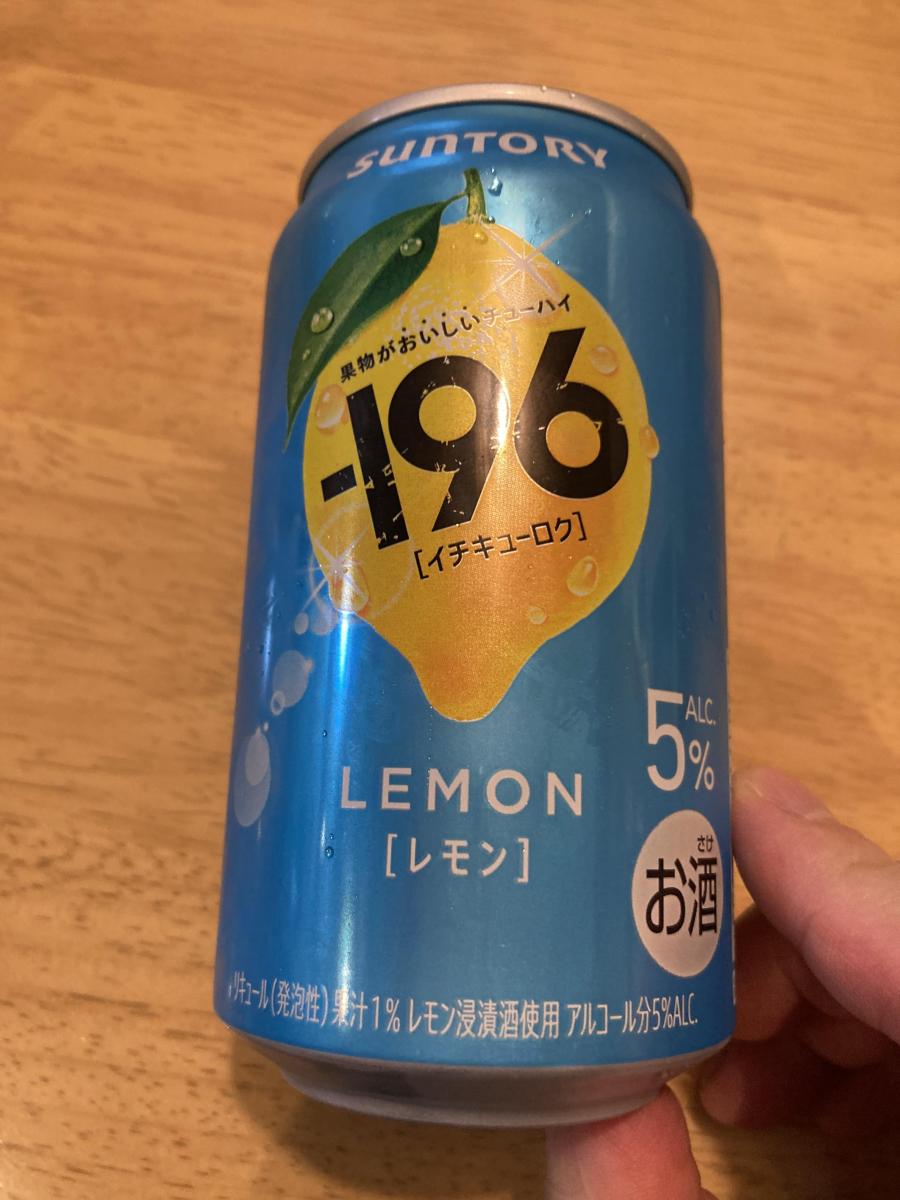 SUNTORY
果物がおいしいチューハイ
-196
[イチキューロク]
LEMON
[レモン]
5% ALC.
さけ
お酒
リキュール(発泡性) 果汁1% レモン浸漬酒使用 アルコール分5%ALC.